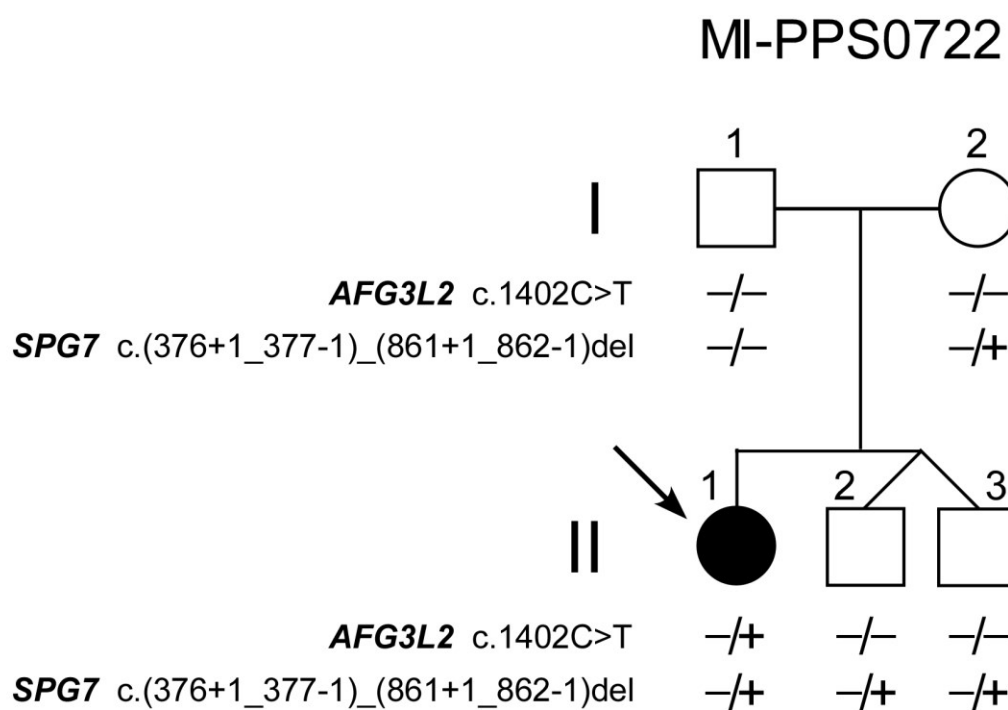 MI-PPS0722
1 2
I
AFG3L2 c.1402C>T –/– –/–
SPG7 c.(376+1_377-1)_(861+1_862-1)del –/– –/+
1 2 3
II
AFG3L2 c.1402C>T –/+ –/– –/–
SPG7 c.(376+1_377-1)_(861+1_862-1)del –/+ –/+ –/+